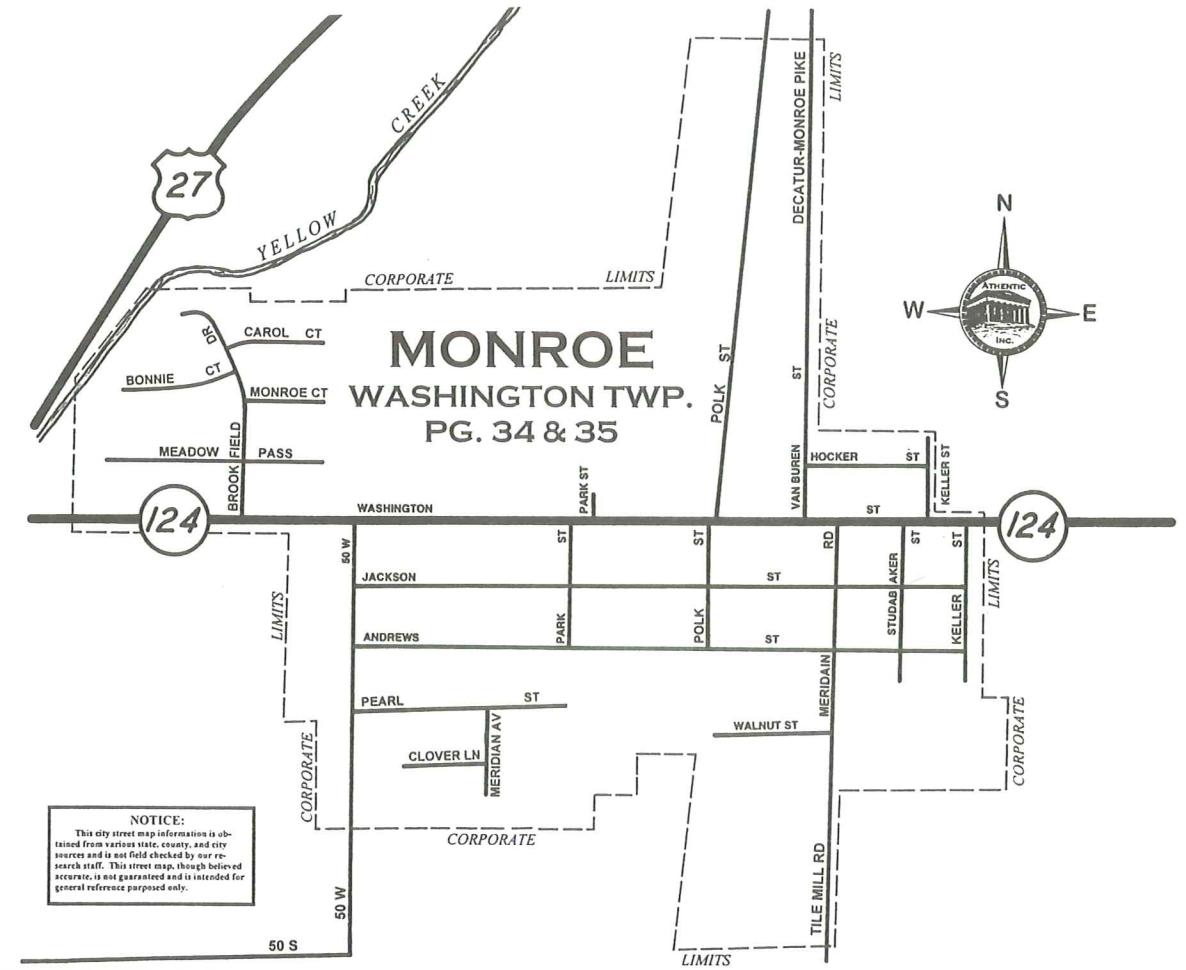 DECATUR-MONROE PIKE
LIMITS
CREEK
27
YELLOW
N
CORPORATE LIMITS
ATHENTIC
INC.
W
E
S
DR
CAROL CT
MONROE
WASHINGTON TWP.
PG. 34 & 35
POLK ST
ST
CORPORATE
BONNIE CT
MONROE CT
MEADOW PASS
BROOK FIELD
PARK ST
VAN BUREN
HOCKER ST
KELLER ST
124
WASHINGTON ST
124
50 W
ST
ST
RD
ST
ST
JACKSON ST
LIMITS
LIMITS
PARK
POLK
STUDABAKER
KELLER
ANDREWS ST
MERIDAIN
PEARL ST
WALNUT ST
CLOVER LN
MERIDIAN AV
CORPORATE
CORPORATE
CORPORATE
NOTICE:
This city street map information is ob-
tained from various state, county, and city
sources and is not field checked by our re-
search staff. This street map, though believed
accurate, is not guaranteed and is intended for
general reference purposed only.
50 W
TILE MILL RD
50 S
LIMITS